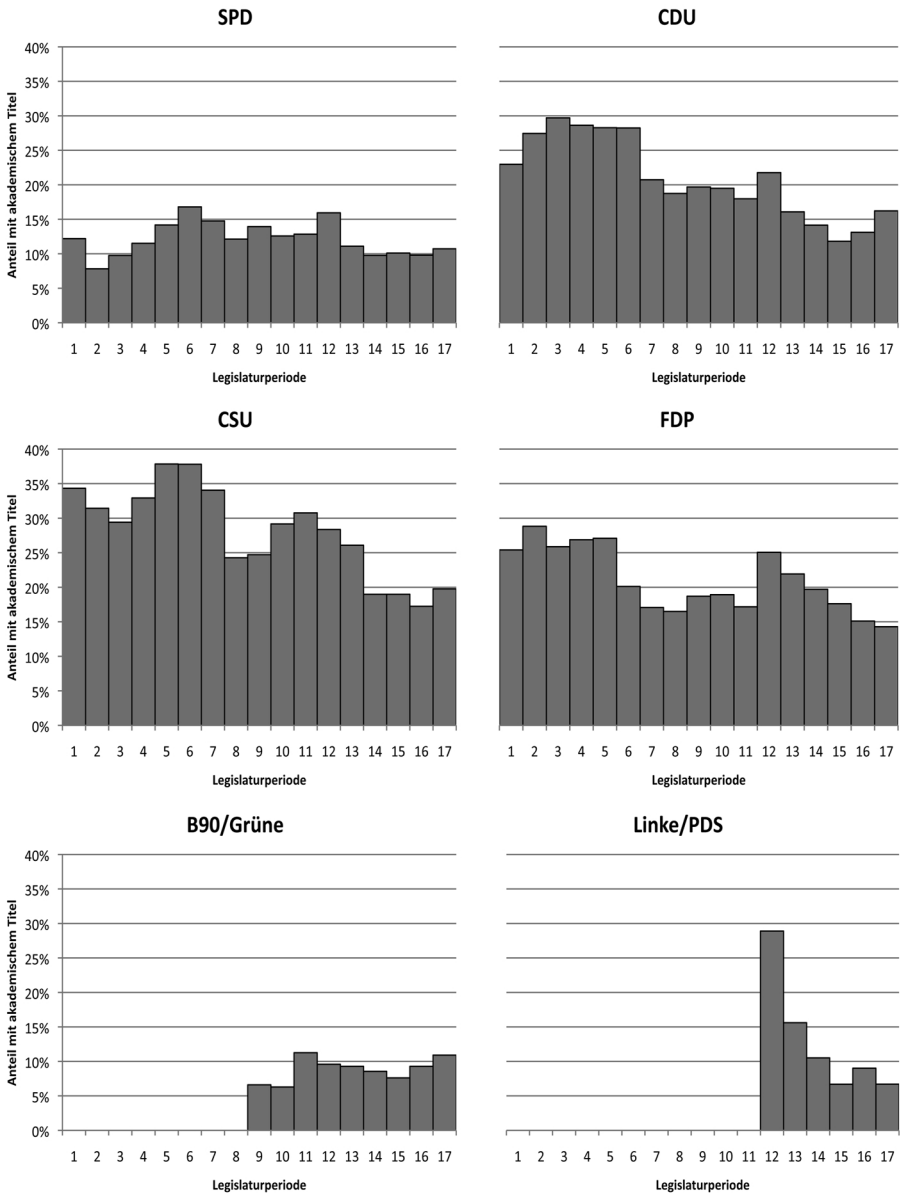 SPD
CDU
40%
35%
30%
25%
20%
15%
10%
5%
0%
Anteil mit akademischem Titel
1 2 3 4 5 6 7 8 9 10 11 12 13 14 15 16 17
1 2 3 4 5 6 7 8 9 10 11 12 13 14 15 16 17
Legislaturperiode
Legislaturperiode
CSU
FDP
40%
35%
30%
25%
20%
15%
10%
5%
0%
Anteil mit akademischem Titel
1 2 3 4 5 6 7 8 9 10 11 12 13 14 15 16 17
1 2 3 4 5 6 7 8 9 10 11 12 13 14 15 16 17
Legislaturperiode
Legislaturperiode
B90/Grüne
Linke/PDS
40%
35%
30%
25%
20%
15%
10%
5%
0%
Anteil mit akademischem Titel
1 2 3 4 5 6 7 8 9 10 11 12 13 14 15 16 17
1 2 3 4 5 6 7 8 9 10 11 12 13 14 15 16 17
Legislaturperiode
Legislaturperiode